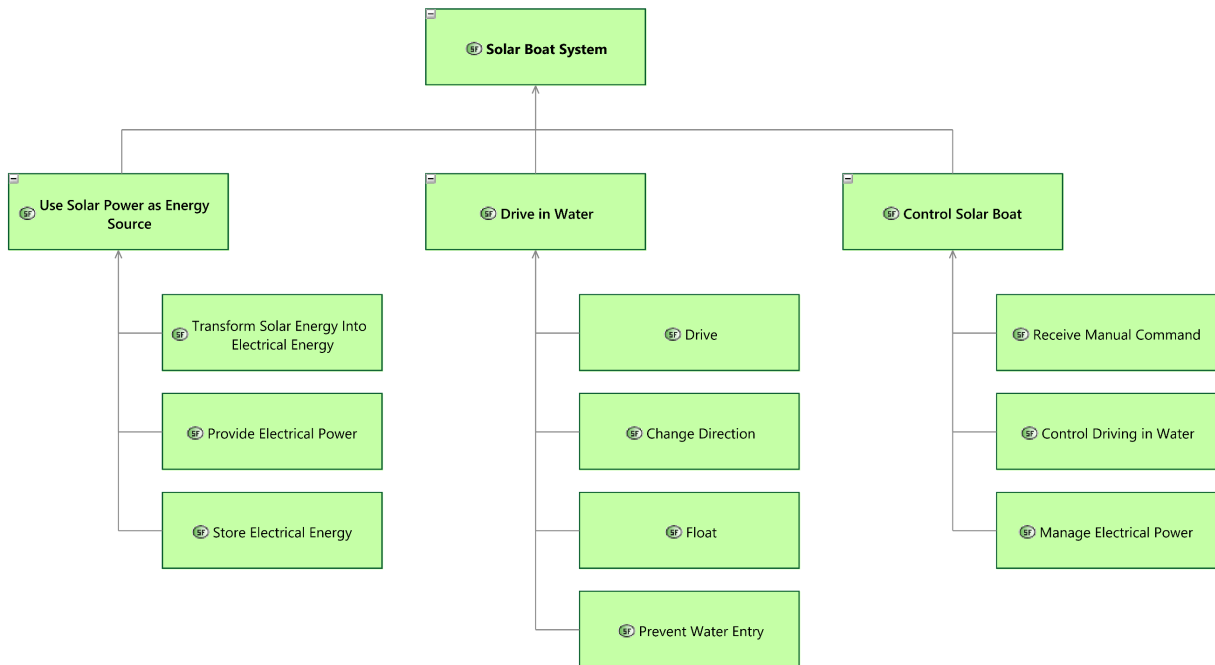 SF Solar Boat System
SF Use Solar Power as Energy
Source
SF Drive in Water
SF Control Solar Boat
SF Transform Solar Energy Into
Electrical Energy
SF Provide Electrical Power
SF Store Electrical Energy
SF Drive
SF Change Direction
SF Float
SF Prevent Water Entry
SF Receive Manual Command
SF Control Driving in Water
SF Manage Electrical Power